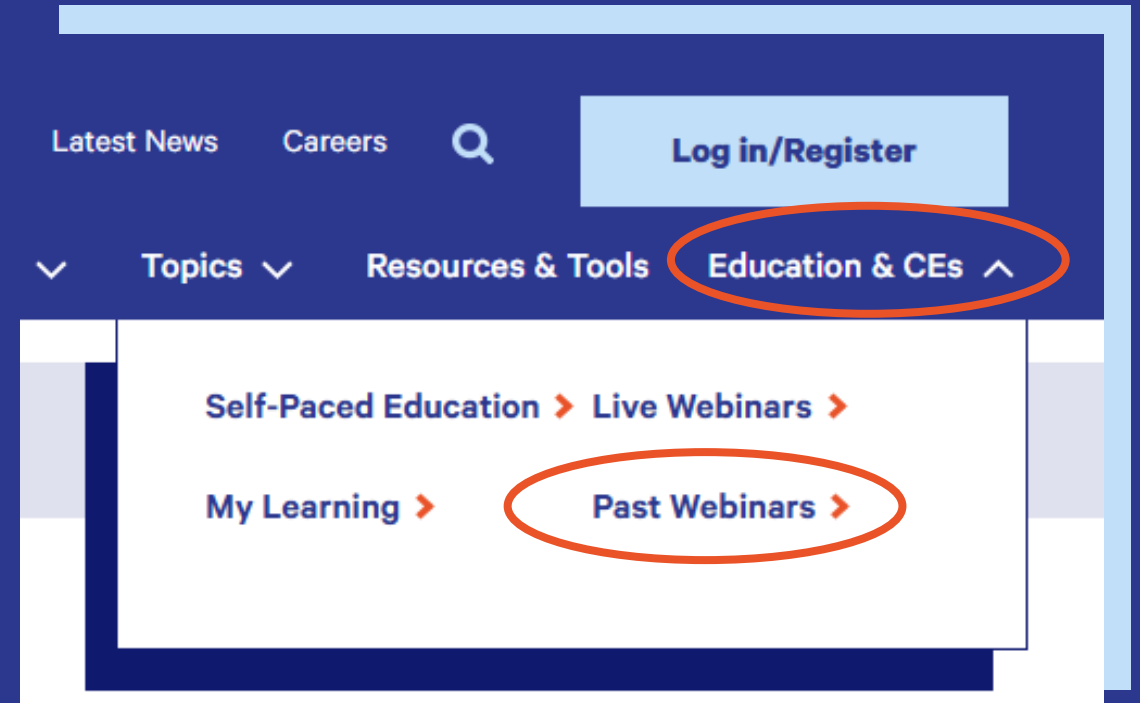 Latest News Careers Log in/Register
Topics Resources & Tools Education & CEs
Self-Paced Education Live Webinars
My Learning Past Webinars